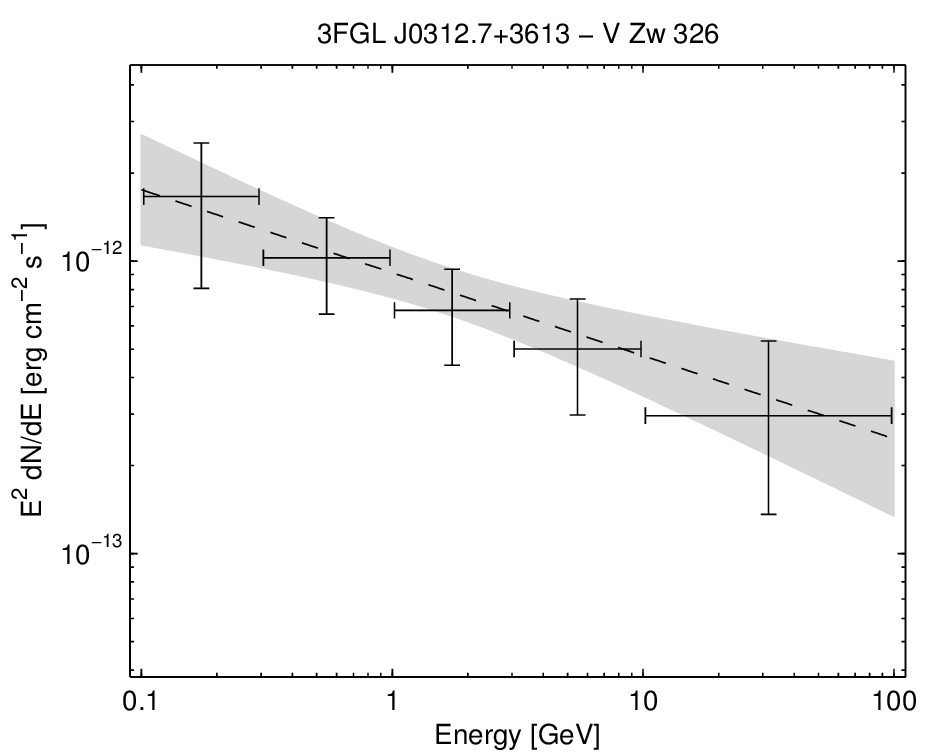 3FGL J0312.7+3613 − V Zw 326
E² dN/dE [erg cm⁻² s⁻¹]
10⁻¹²
10⁻¹³
0.1 1 10 100
Energy [GeV]